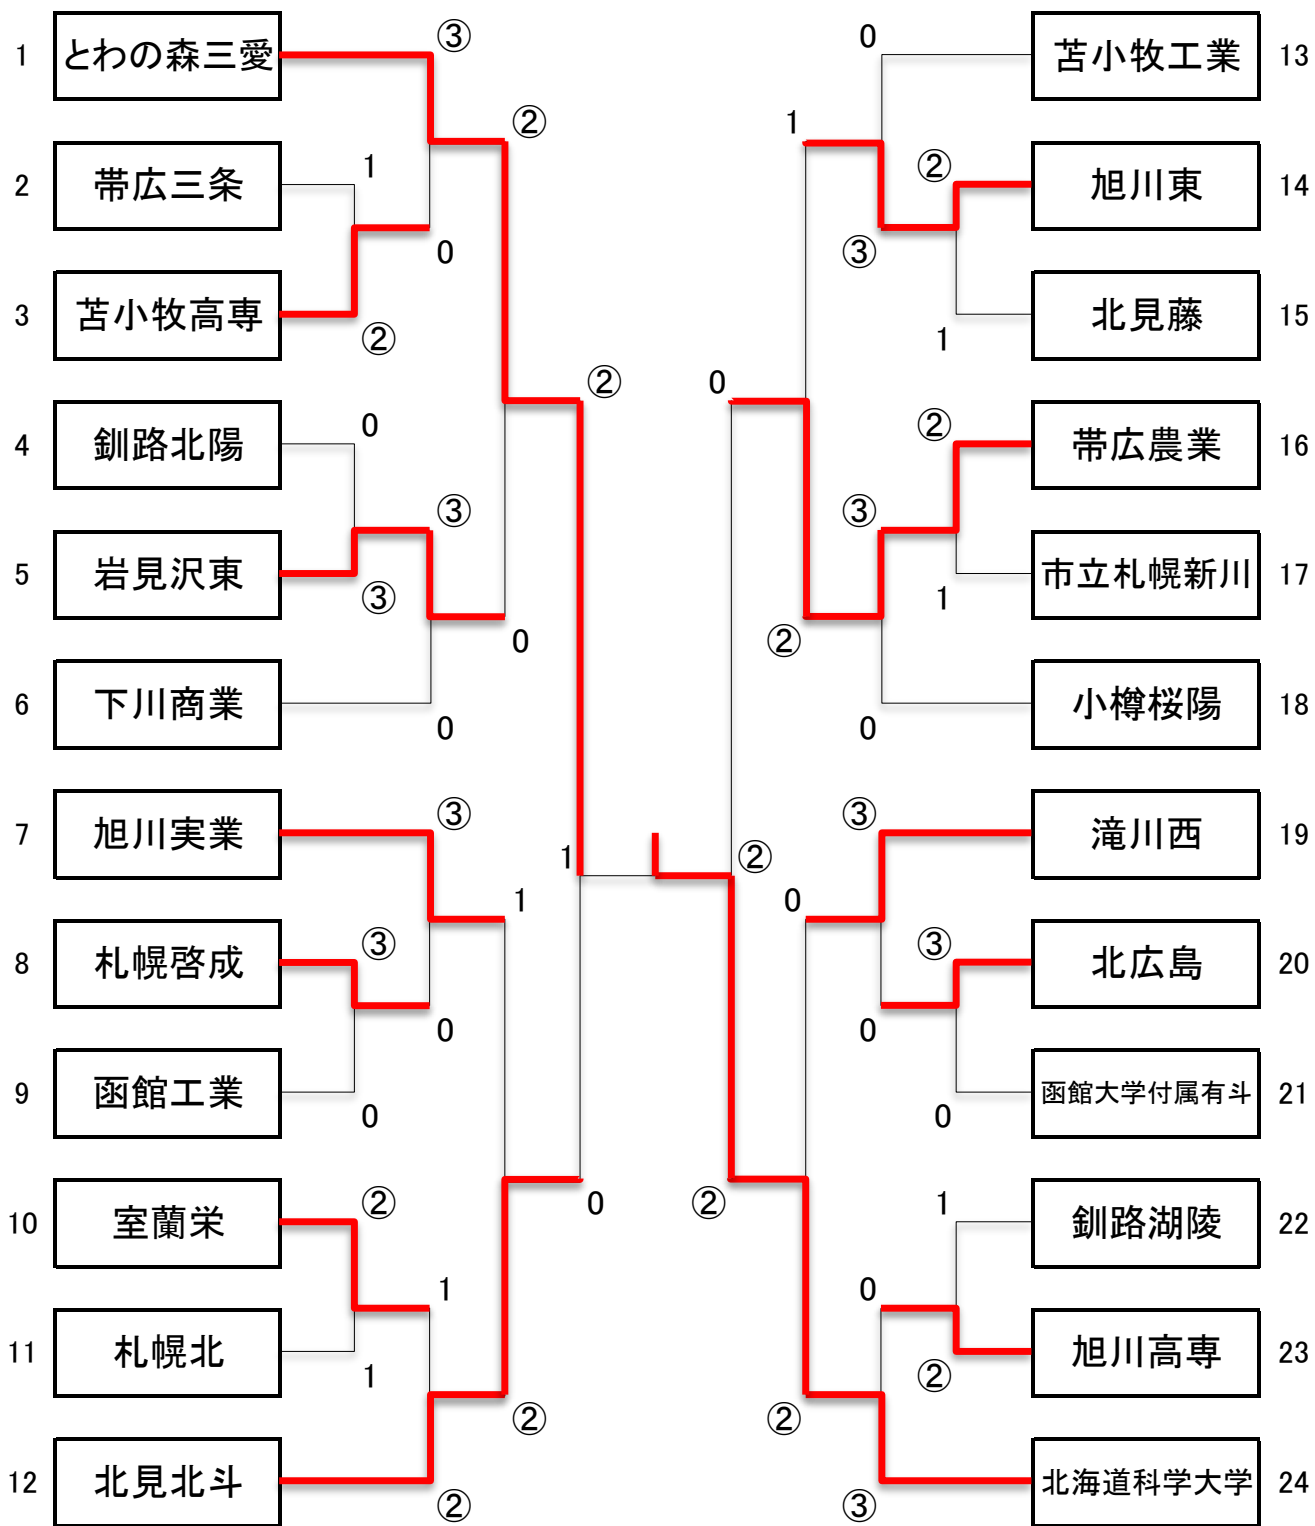 1 とわの森三愛 ③
②
2 帯広三条 1
0
3 苫小牧高専 ②
②
4 釧路北陽 0
③
5 岩見沢東 ③
0
6 下川商業 0
7 旭川実業 ③
1
1
8 札幌啓成 ③
0
9 函館工業 0
10 室蘭栄 ②
0
1
11 札幌北 1
②
12 北見北斗 ②
0 苫小牧工業 13
1
② 旭川東 14
③
1 北見藤 15
0
② 帯広農業 16
③
1 市立札幌新川 17
②
0 小樽桜陽 18
③ 滝川西 19
②
0
③ 北広島 20
0
0 函館大学付属有斗 21
1 釧路湖陵 22
②
0
② 旭川高専 23
②
③ 北海道科学大学 24